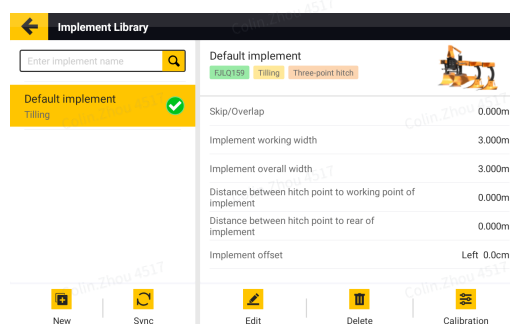 Implement Library
Enter implement name
Default implement
Tilling
Default implement
FJLQ159 Tilling Three-point hitch
Skip/Overlap 0.000m
Implement working width 3.000m
Implement overall width 3.000m
Distance between hitch point to working point of
implement 0.000m
Distance between hitch point to rear of
implement 0.000m
Implement offset Left 0.0cm
New Sync Edit Delete Calibration
Colin.Zhou 4517
Colin.Zhou 4517
Colin.Zhou 4517
Colin.Zhou 4517